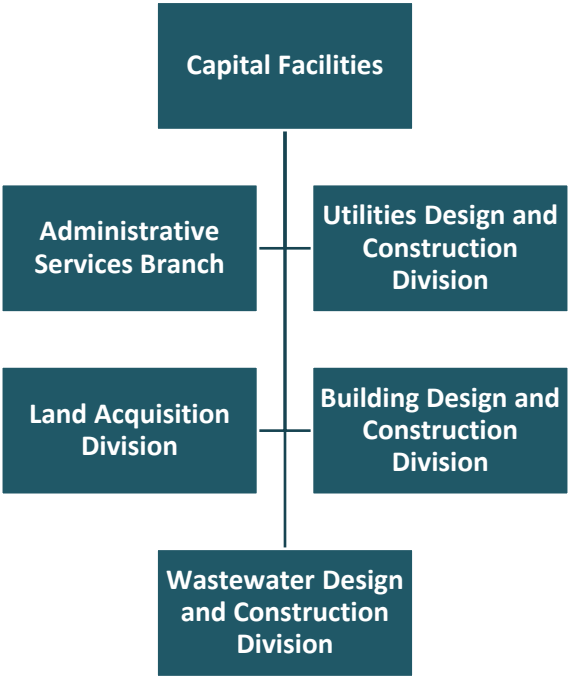 Capital Facilities
Administrative
Services Branch
Utilities Design and
Construction
Division
Land Acquisition
Division
Building Design and
Construction
Division
Wastewater Design
and Construction
Division